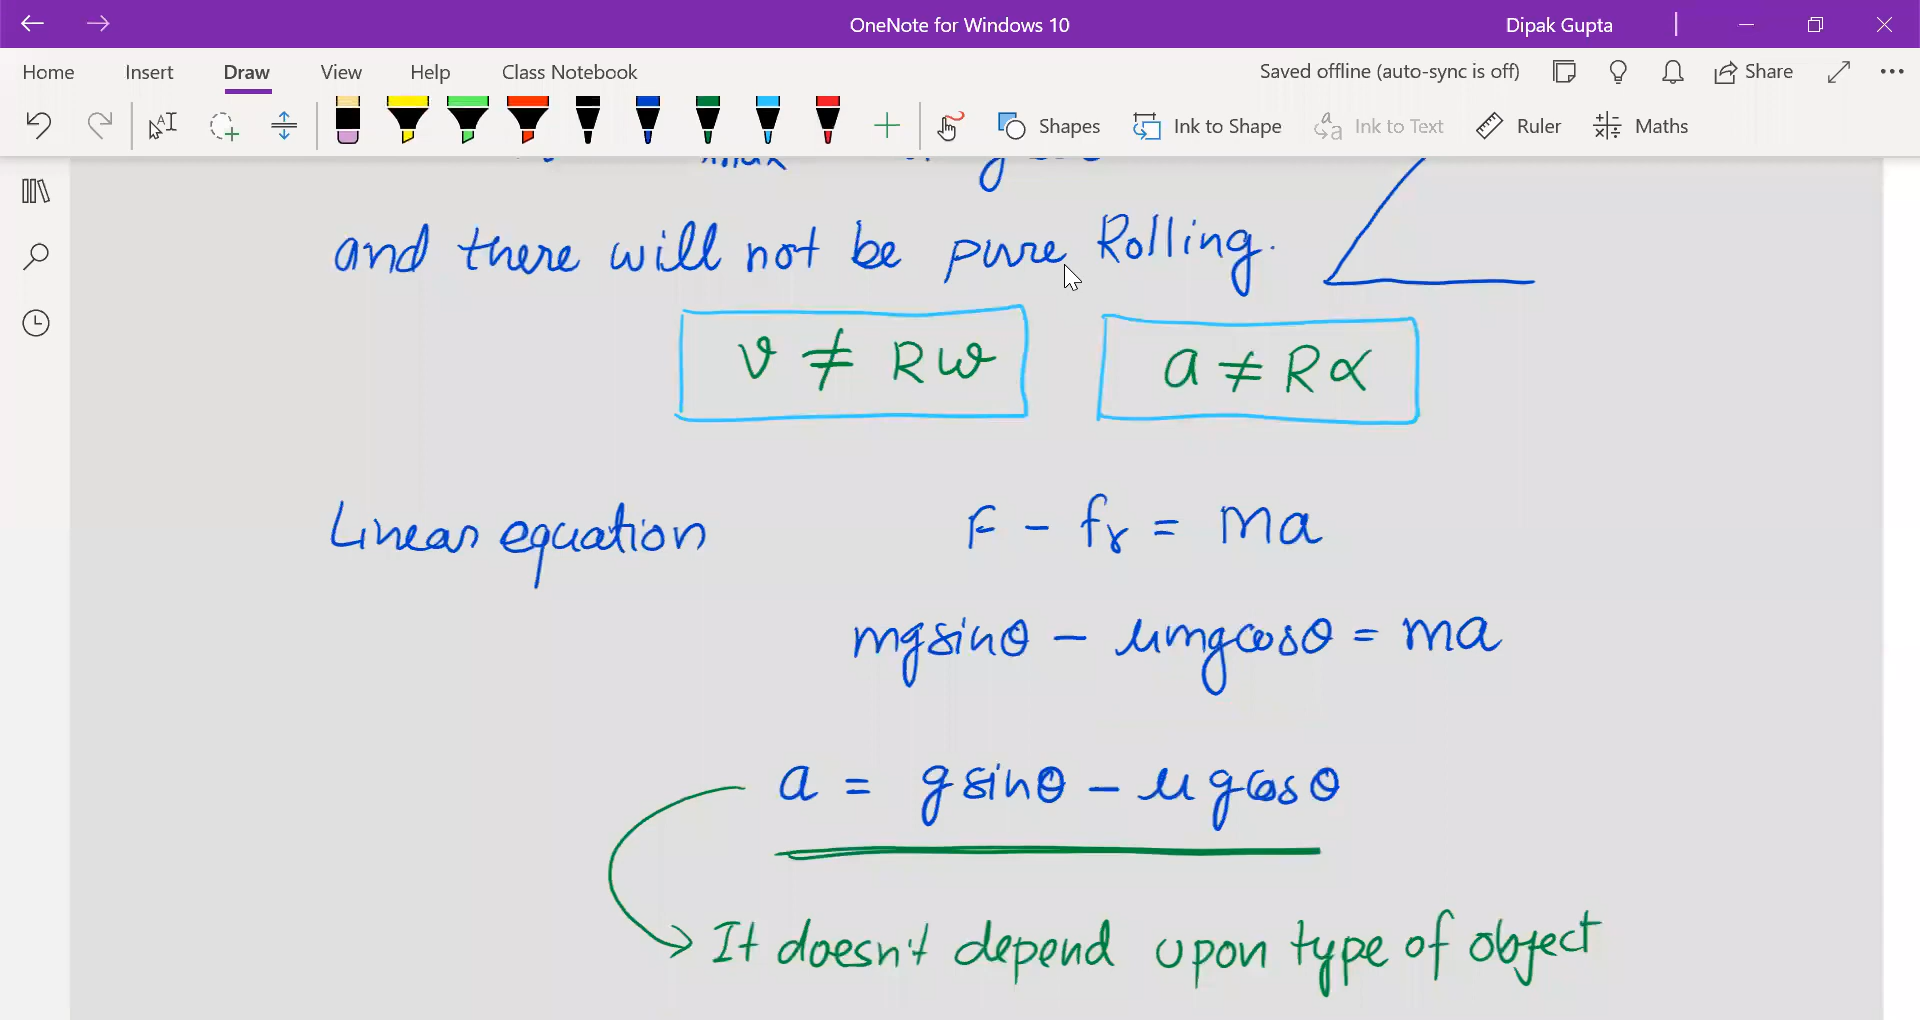 OneNote for Windows 10
Dipak Gupta
Home Insert Draw View Help Class Notebook
Saved offline (auto-sync is off) Share
Shapes Ink to Shape Ink to Text Ruler Maths
max
and there will not be pure Rolling.
v ≠ Rω a ≠ Rα
Linear equation F - fr = ma
mgsinθ - μmgcosθ = ma
a = gsinθ - μgcosθ
It doesn't depend upon type of object